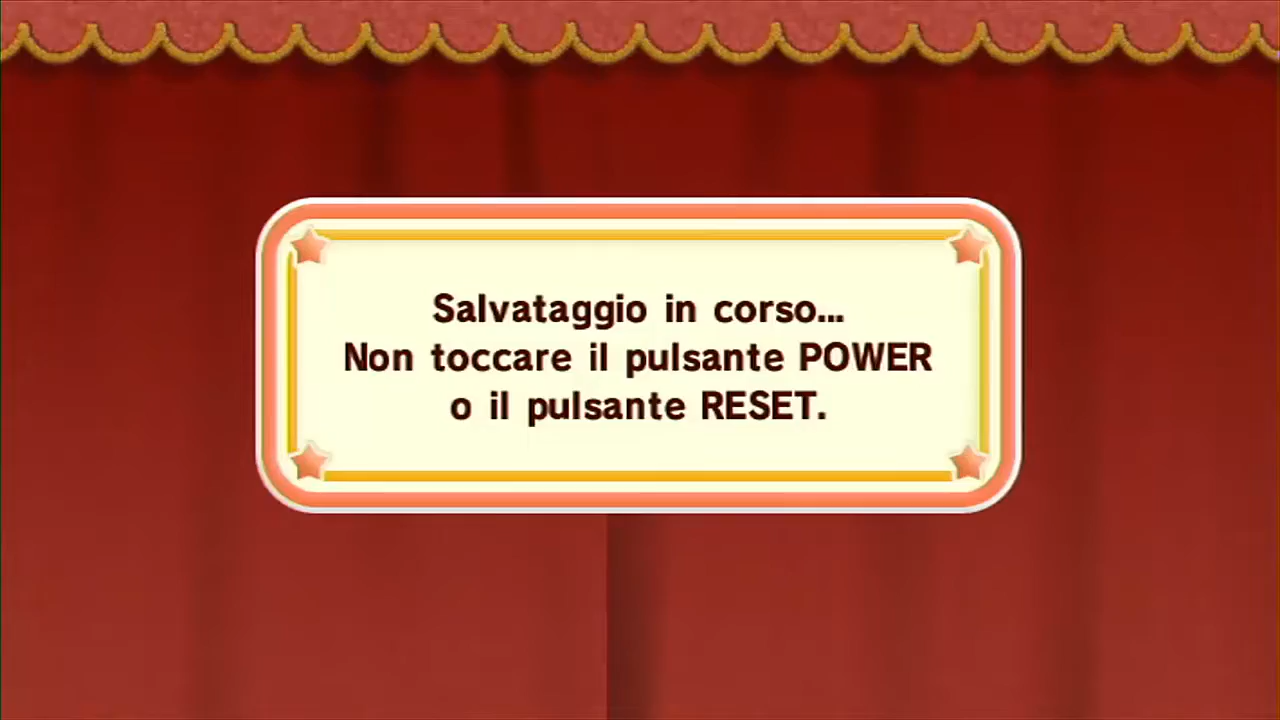 Salvataggio in corso...
Non toccare il pulsante POWER
o il pulsante RESET.